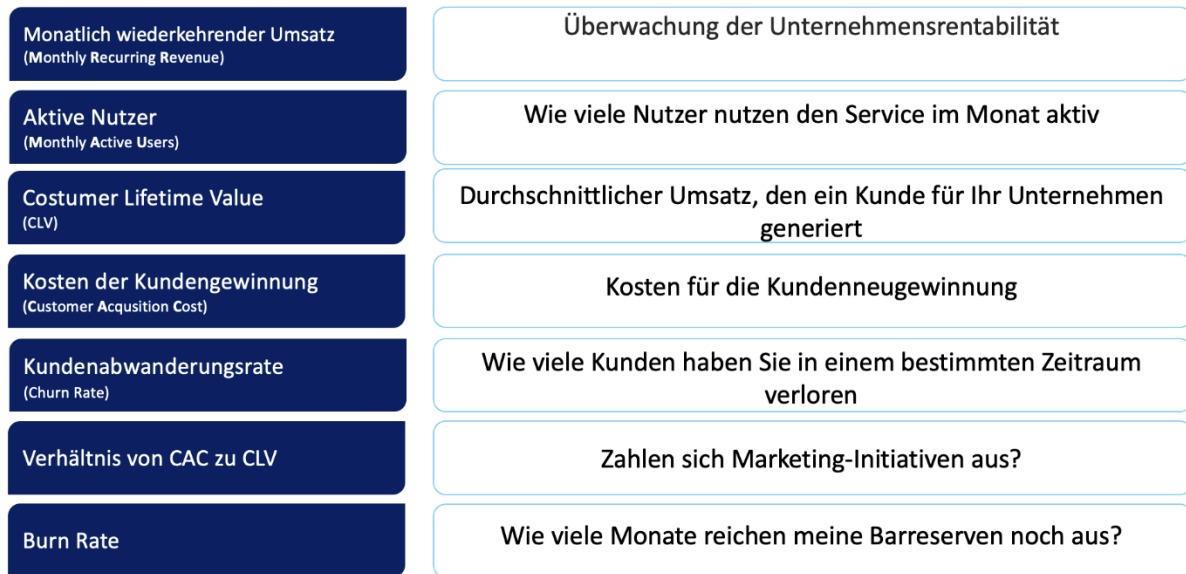 Monatlich wiederkehrender Umsatz
(Monthly Recurring Revenue)
Überwachung der Unternehmensrentabilität
Aktive Nutzer
(Monthly Active Users)
Wie viele Nutzer nutzen den Service im Monat aktiv
Costumer Lifetime Value
(CLV)
Durchschnittlicher Umsatz, den ein Kunde für Ihr Unternehmen
generiert
Kosten der Kundengewinnung
(Customer Acqusition Cost)
Kosten für die Kundenneugewinnung
Kundenabwanderungsrate
(Churn Rate)
Wie viele Kunden haben Sie in einem bestimmten Zeitraum
verloren
Verhältnis von CAC zu CLV
Zahlen sich Marketing-Initiativen aus?
Burn Rate
Wie viele Monate reichen meine Barreserven noch aus?